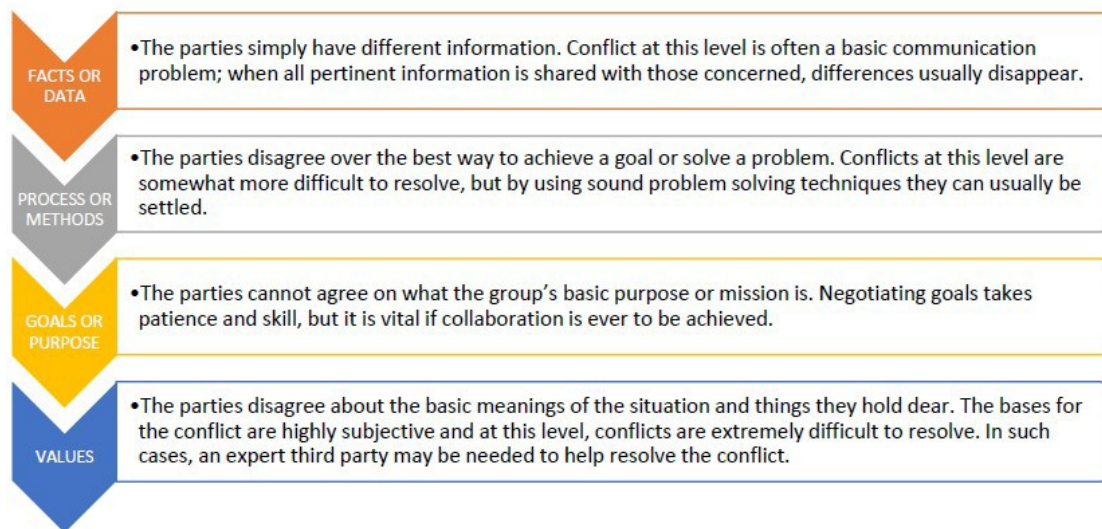 FACTS OR
DATA
•The parties simply have different information. Conflict at this level is often a basic communication
problem; when all pertinent information is shared with those concerned, differences usually disappear.
PROCESS OR
METHODS
•The parties disagree over the best way to achieve a goal or solve a problem. Conflicts at this level are
somewhat more difficult to resolve, but by using sound problem solving techniques they can usually be
settled.
GOALS OR
PURPOSE
•The parties cannot agree on what the group’s basic purpose or mission is. Negotiating goals takes
patience and skill, but it is vital if collaboration is ever to be achieved.
VALUES
•The parties disagree about the basic meanings of the situation and things they hold dear. The bases for
the conflict are highly subjective and at this level, conflicts are extremely difficult to resolve. In such
cases, an expert third party may be needed to help resolve the conflict.